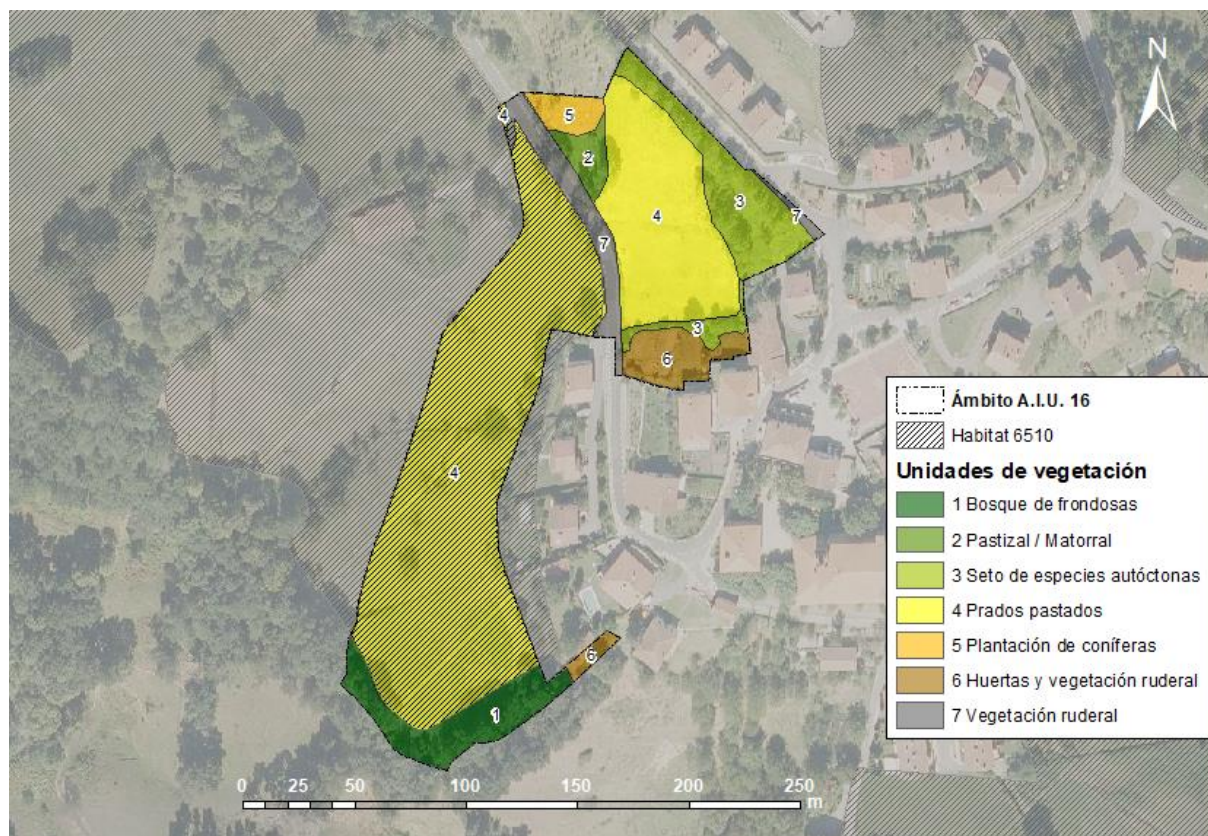 N
4
5
2
3
4
7
7
3
6
4
6
1
Ámbito A.I.U. 16
Habitat 6510
Unidades de vegetación
1 Bosque de frondosas
2 Pastizal / Matorral
3 Seto de especies autóctonas
4 Prados pastados
5 Plantación de coníferas
6 Huertas y vegetación ruderal
7 Vegetación ruderal
0 25 50 100 150 200 250
m